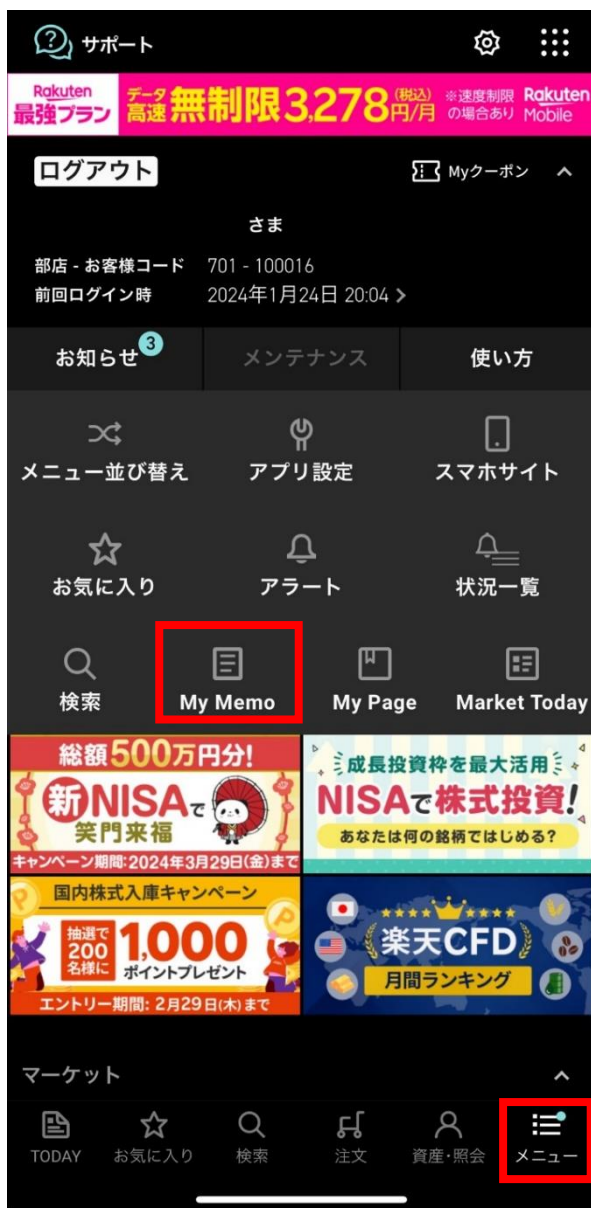 サポート
Rakuten 最強プラン
データ高速無制限3,278円/月(税込)
※速度制限の場合あり
Rakuten Mobile
ログアウト
Myクーポン
さま
部店 - お客様コード 701 - 100016
前回ログイン時 2024年1月24日 20:04 >
お知らせ 3 メンテナンス 使い方
メニュー並び替え アプリ設定 スマホサイト
お気に入り アラート 状況一覧
検索 My Memo My Page Market Today
総額500万円分!
新NISAで
笑門来福
キャンペーン期間:2024年3月29日(金)まで
成長投資枠を最大活用
NISAで株式投資!
あなたは何の銘柄ではじめる?
国内株式入庫キャンペーン
抽選で200名様に
1,000
ポイントプレゼント
エントリー期間: 2月29日(木)まで
楽天CFD
月間ランキング
マーケット
TODAY お気に入り 検索 注文 資産・照会 メニュー